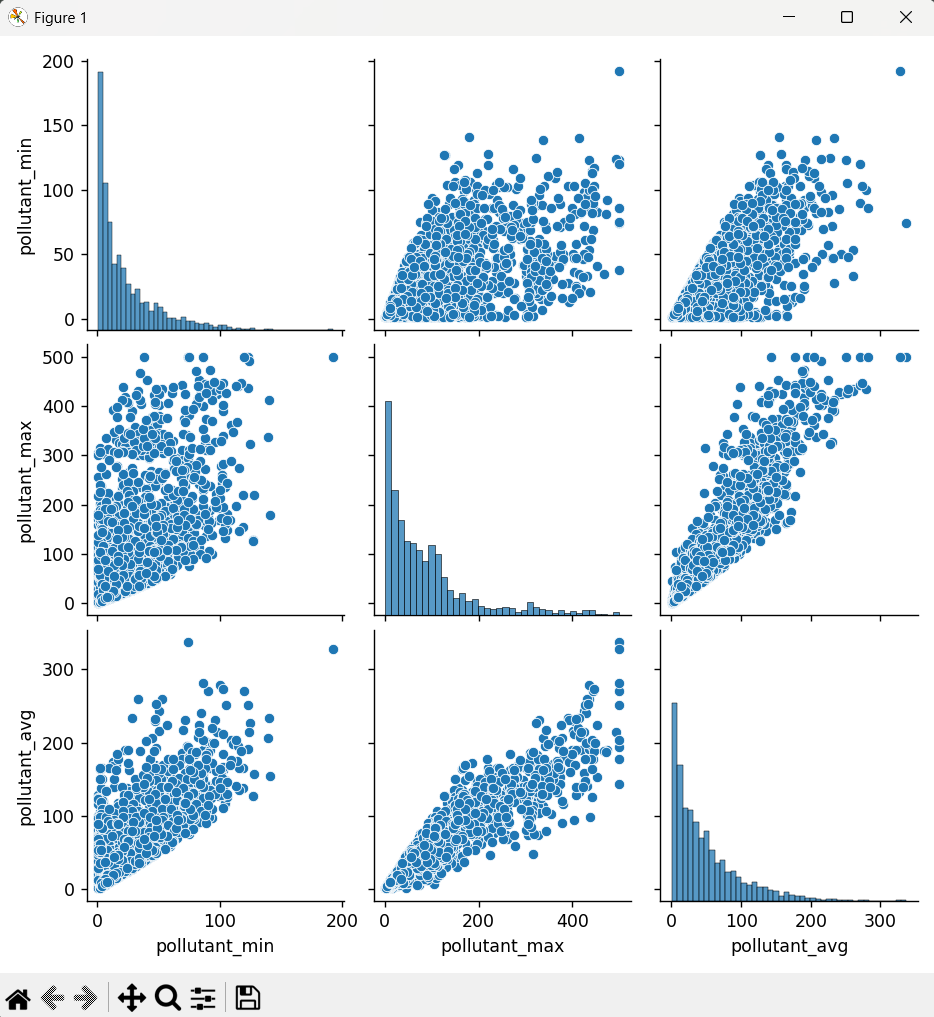 Figure 1
200
150
100
50
0
pollutant_min
500
400
300
200
100
0
pollutant_max
300
200
100
0
pollutant_avg
0 100 200
0 200 400
0 100 200 300
pollutant_min pollutant_max pollutant_avg